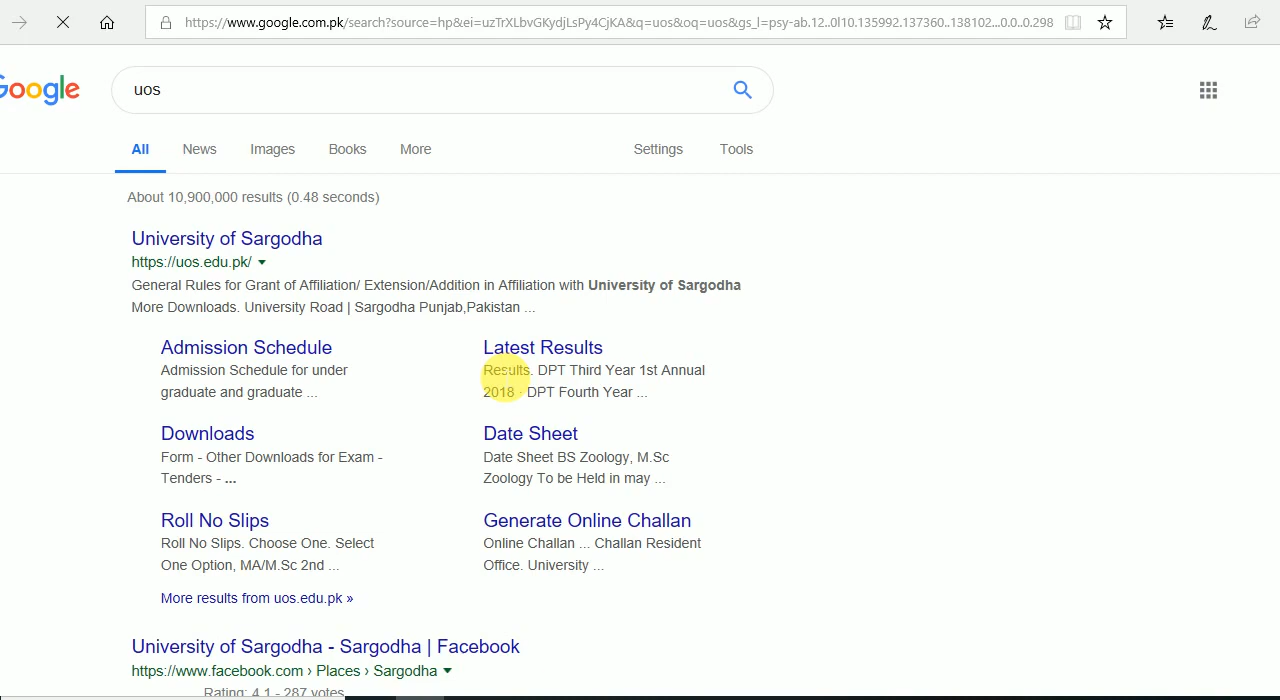 https://www.google.com.pk/search?source=hp&ei=uzTrXLbvGKydjLsPy4CjKA&q=uos&oq=uos&gs_l=psy-ab.12..0l10.135992.137360..138102...0.0..0.298
Google
uos
All News Images Books More Settings Tools
About 10,900,000 results (0.48 seconds)
University of Sargodha
https://uos.edu.pk/
General Rules for Grant of Affiliation/ Extension/Addition in Affiliation with University of Sargodha
More Downloads. University Road | Sargodha Punjab,Pakistan ...
Admission Schedule
Admission Schedule for under
graduate and graduate ...
Latest Results
Results. DPT Third Year 1st Annual
2018 · DPT Fourth Year ...
Downloads
Form - Other Downloads for Exam -
Tenders - ...
Date Sheet
Date Sheet BS Zoology, M.Sc
Zoology To be Held in may ...
Roll No Slips
Roll No Slips. Choose One. Select
One Option, MA/M.Sc 2nd ...
Generate Online Challan
Online Challan ... Challan Resident
Office. University ...
More results from uos.edu.pk »
University of Sargodha - Sargodha | Facebook
https://www.facebook.com › Places › Sargodha
Rating: 4.1 - 287 votes